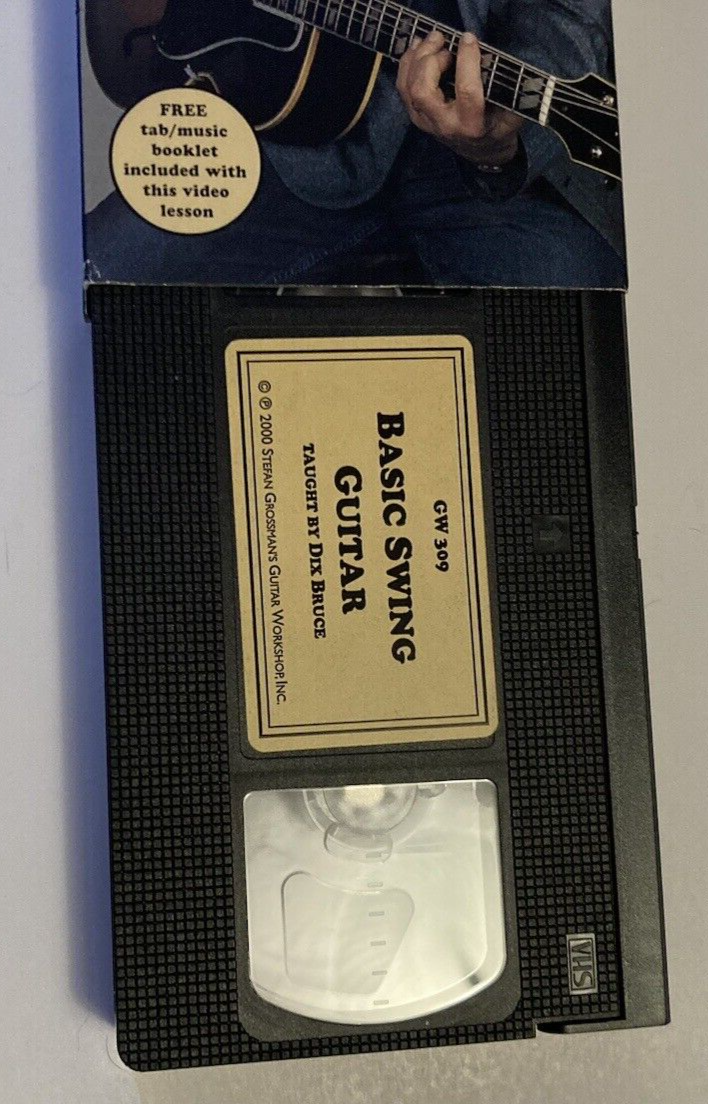 FREE
tab/music
booklet
included with
this video
lesson
GW 309
BASIC SWING
GUITAR
TAUGHT BY DIX BRUCE
© ℗ 2000 STEFAN GROSSMAN'S GUITAR WORKSHOP, INC.
VHS